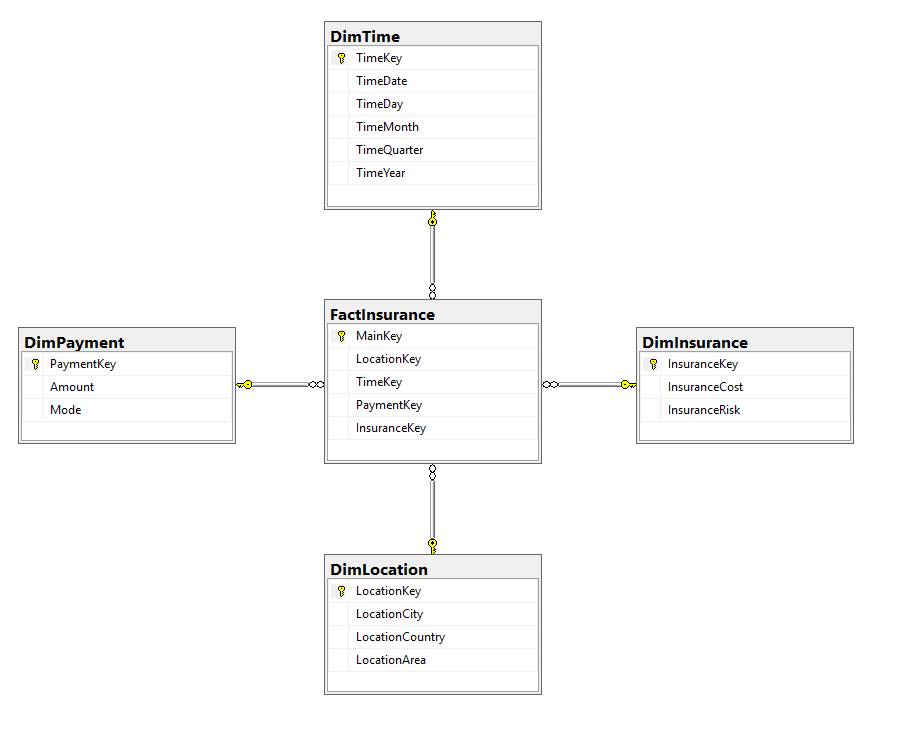 DimTime
TimeKey
TimeDate
TimeDay
TimeMonth
TimeQuarter
TimeYear
DimPayment
PaymentKey
Amount
Mode
FactInsurance
MainKey
LocationKey
TimeKey
PaymentKey
InsuranceKey
DimInsurance
InsuranceKey
InsuranceCost
InsuranceRisk
DimLocation
LocationKey
LocationCity
LocationCountry
LocationArea